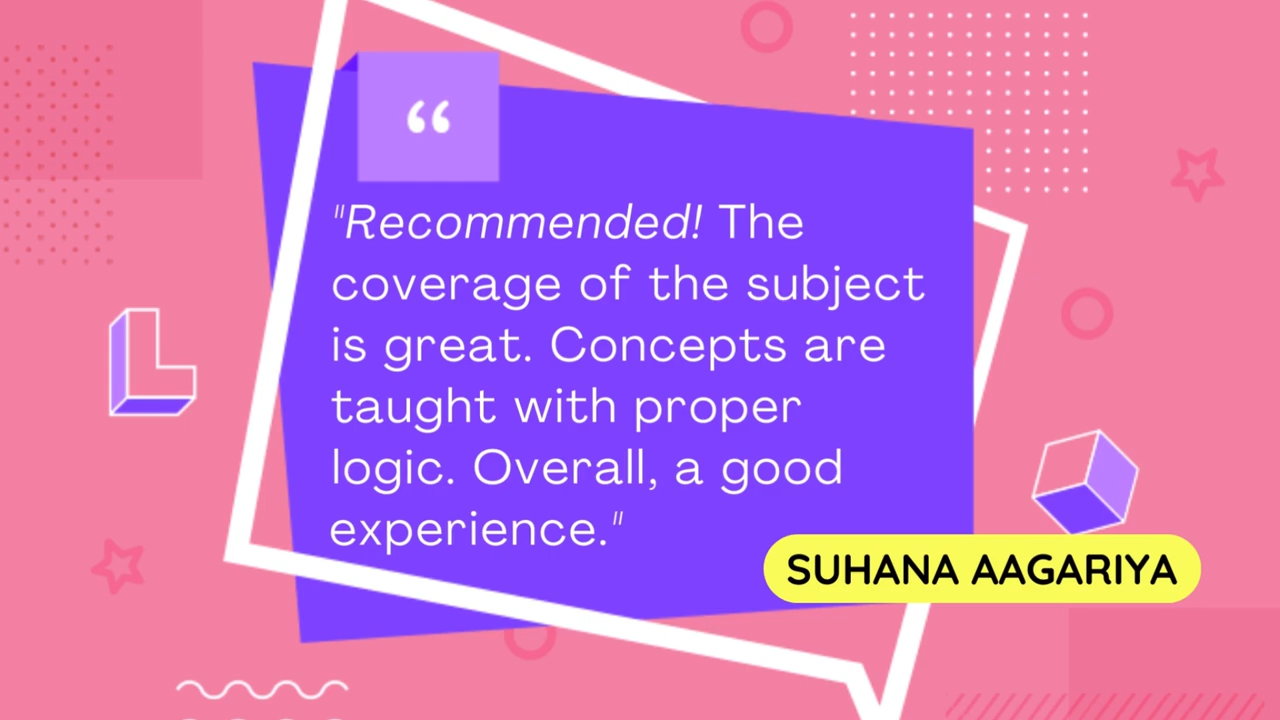 “
"Recommended! The
coverage of the subject
is great. Concepts are
taught with proper
logic. Overall, a good
experience."
SUHANA AAGARIYA